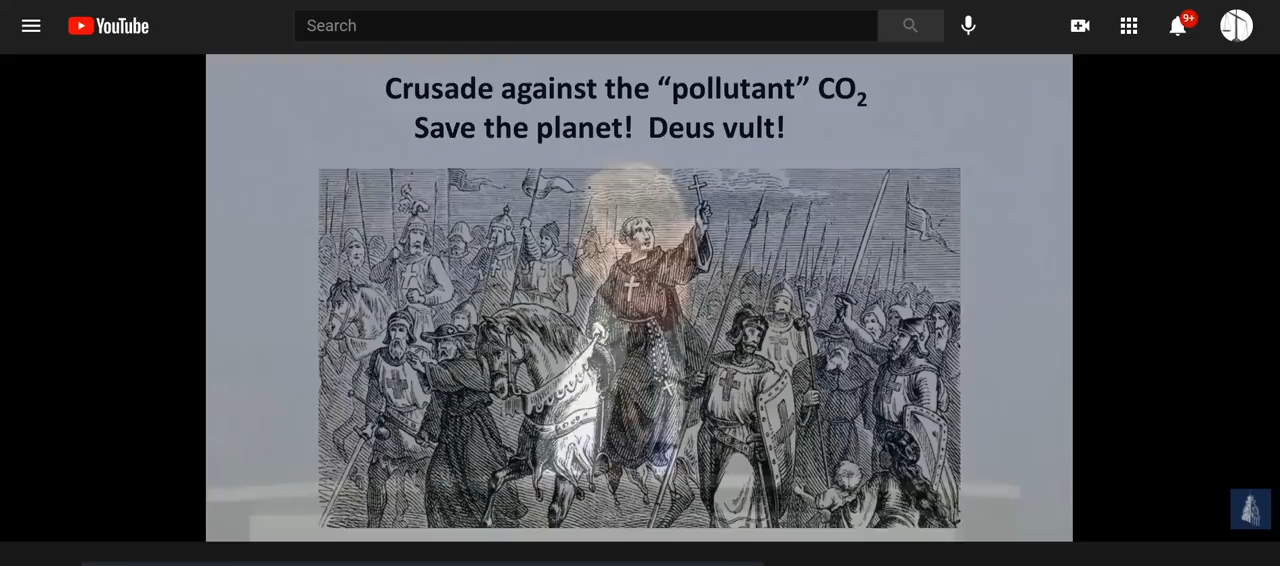 YouTube
Search
9+
Crusade against the “pollutant” CO₂
Save the planet!  Deus vult!